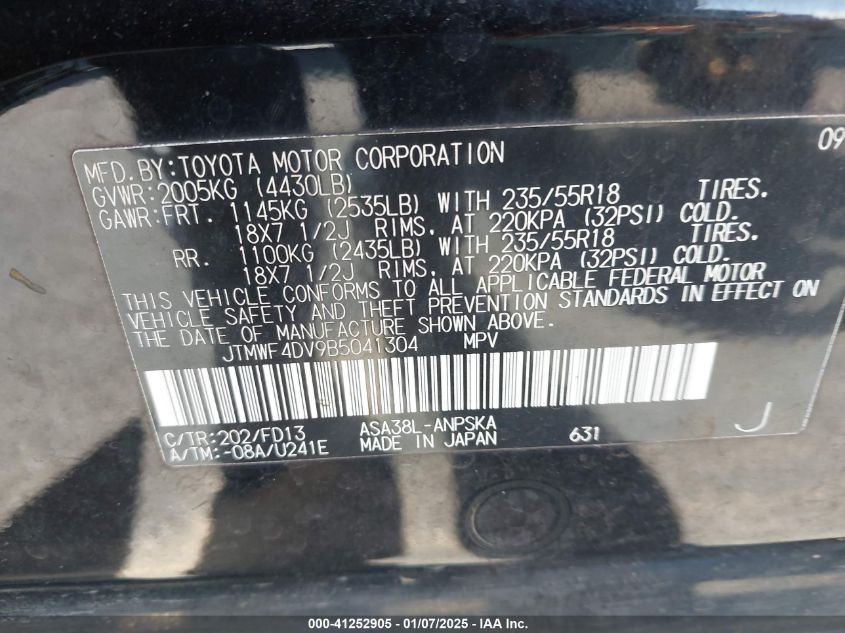 09
MFD.BY:TOYOTA MOTOR CORPORATION
GVWR:2005KG (4430LB)
GAWR:FRT. 1145KG (2535LB) WITH 235/55R18 TIRES.
18X7 1/2J RIMS. AT 220KPA (32PSI) COLD.
RR. 1100KG (2435LB) WITH 235/55R18 TIRES.
18X7 1/2J RIMS. AT 220KPA (32PSI) COLD.
THIS VEHICLE CONFORMS TO ALL APPLICABLE FEDERAL MOTOR
VEHICLE SAFETY AND THEFT PREVENTION STANDARDS IN EFFECT ON
THE DATE OF MANUFACTURE SHOWN ABOVE.
JTMWF4DV9B5041304 MPV
C/TR:202/FD13 ASA38L-ANPSKA 631 J
A/TM:-08A/U241E MADE IN JAPAN
000-41252905 - 01/07/2025 - IAA Inc.